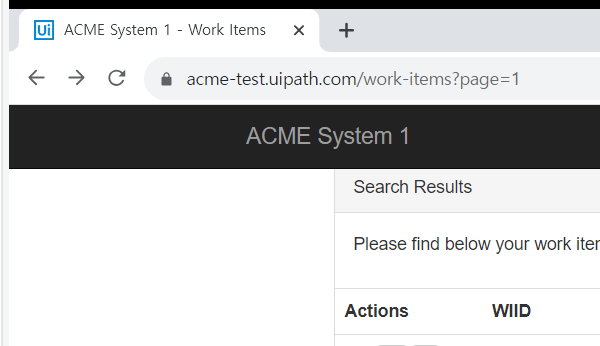 Ui ACME System 1 - Work Items
acme-test.uipath.com/work-items?page=1
ACME System 1
Search Results
Please find below your work
Actions WIID